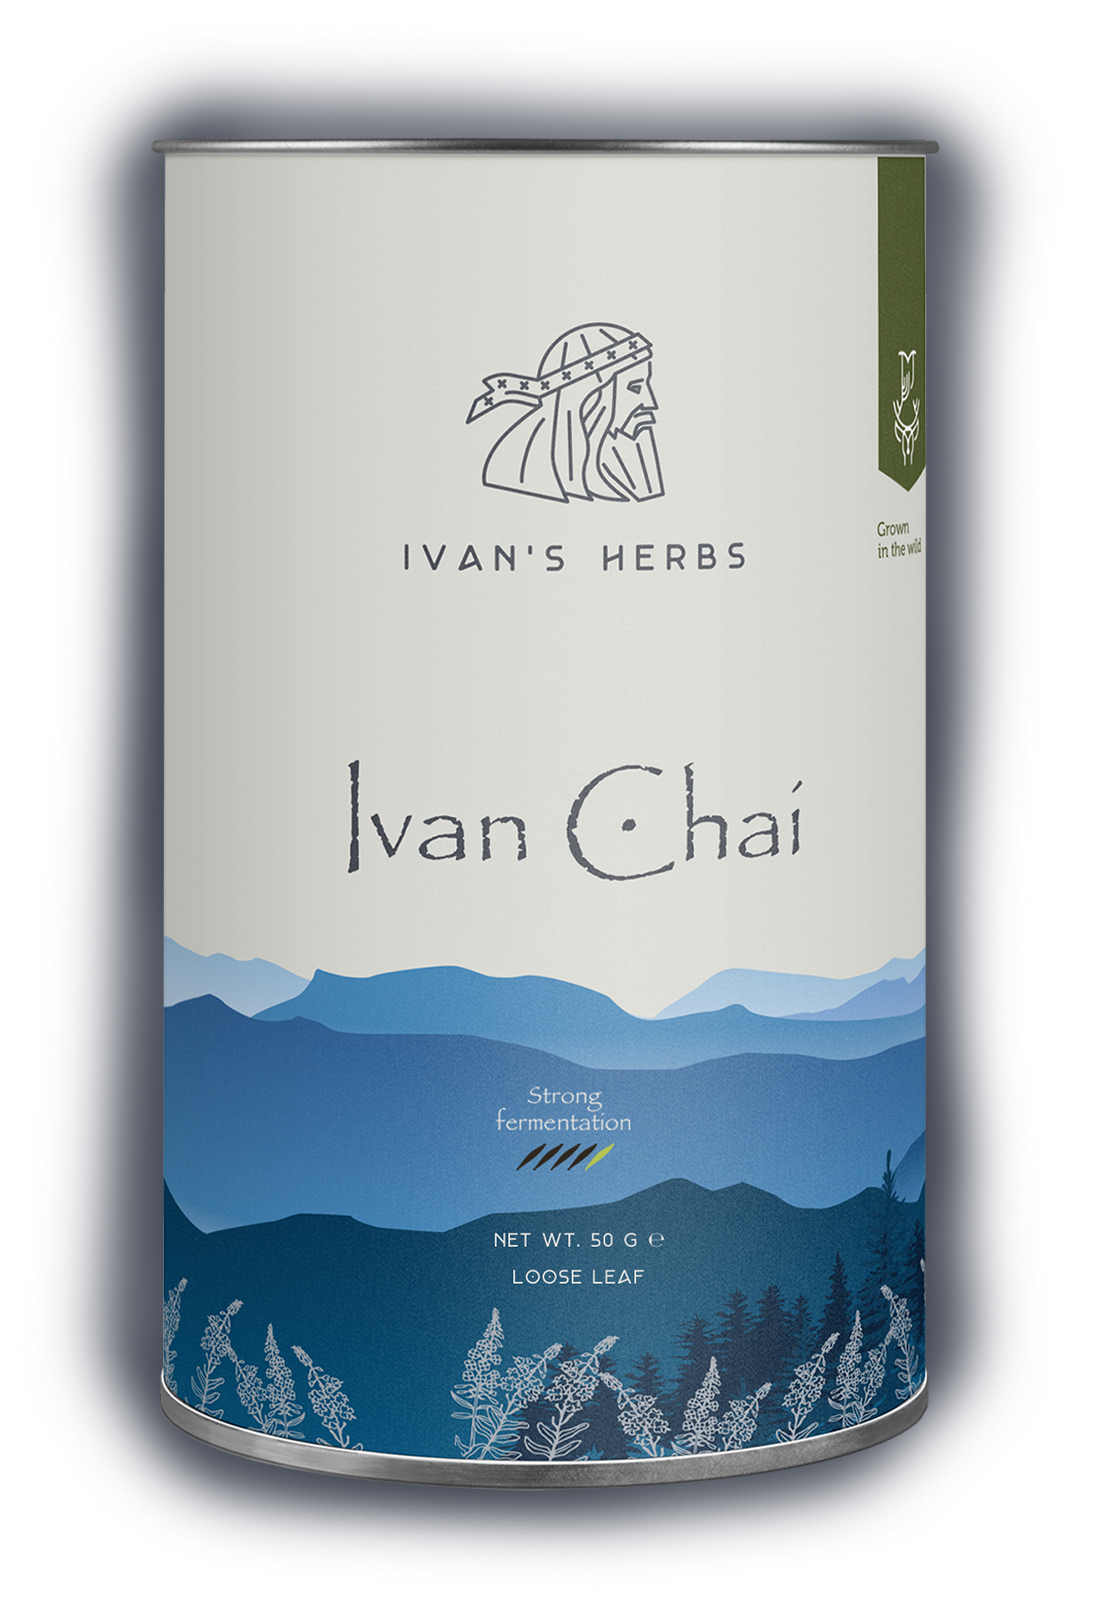 IVAN'S HERBS
Grown
in the wild
Ivan Chai
Strong
fermentation
NET WT. 50 G ℮
LOOSE LEAF